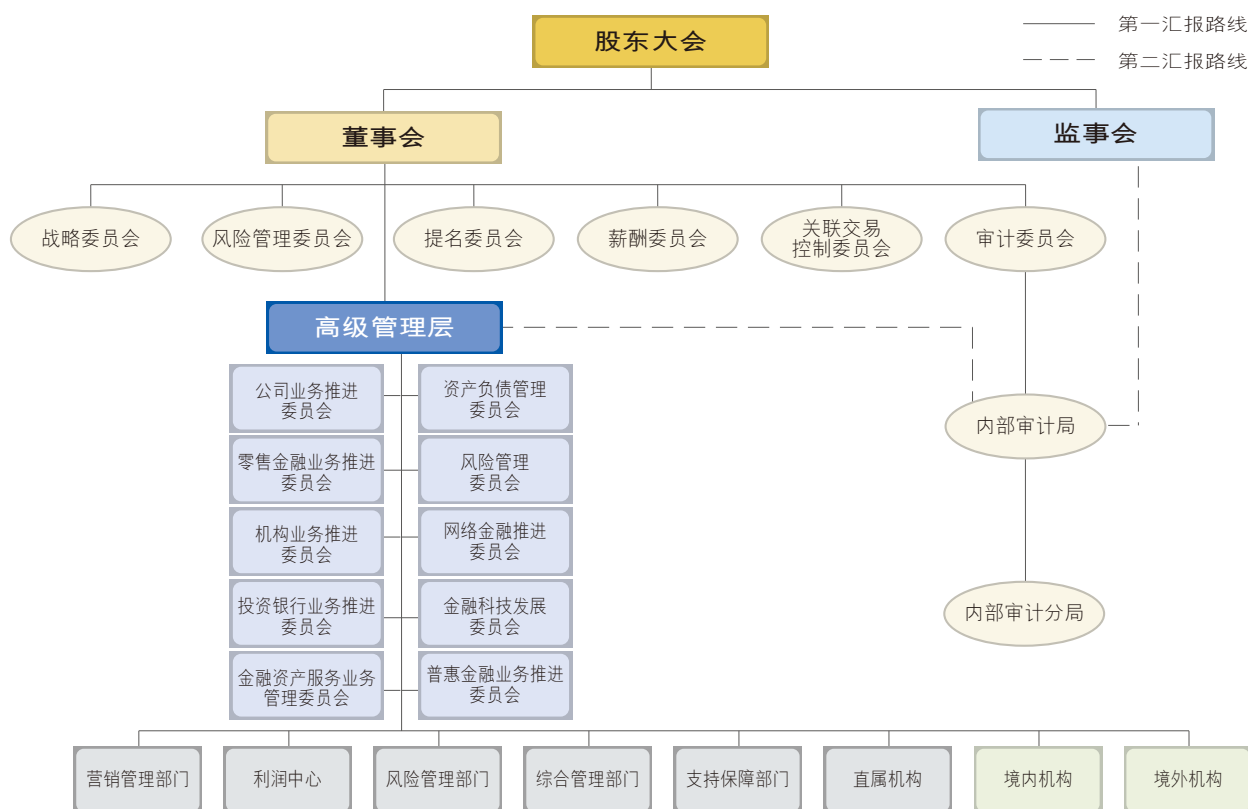 股东大会
第一汇报路线
第二汇报路线
董事会
监事会
战略委员会
风险管理委员会
提名委员会
薪酬委员会
关联交易
控制委员会
审计委员会
高级管理层
公司业务推进
委员会
资产负债管理
委员会
零售金融业务推进
委员会
风险管理
委员会
机构业务推进
委员会
网络金融推进
委员会
投资银行业务推进
委员会
金融科技发展
委员会
金融资产服务业务
管理委员会
普惠金融业务推进
委员会
内部审计局
内部审计分局
营销管理部门
利润中心
风险管理部门
综合管理部门
支持保障部门
直属机构
境内机构
境外机构